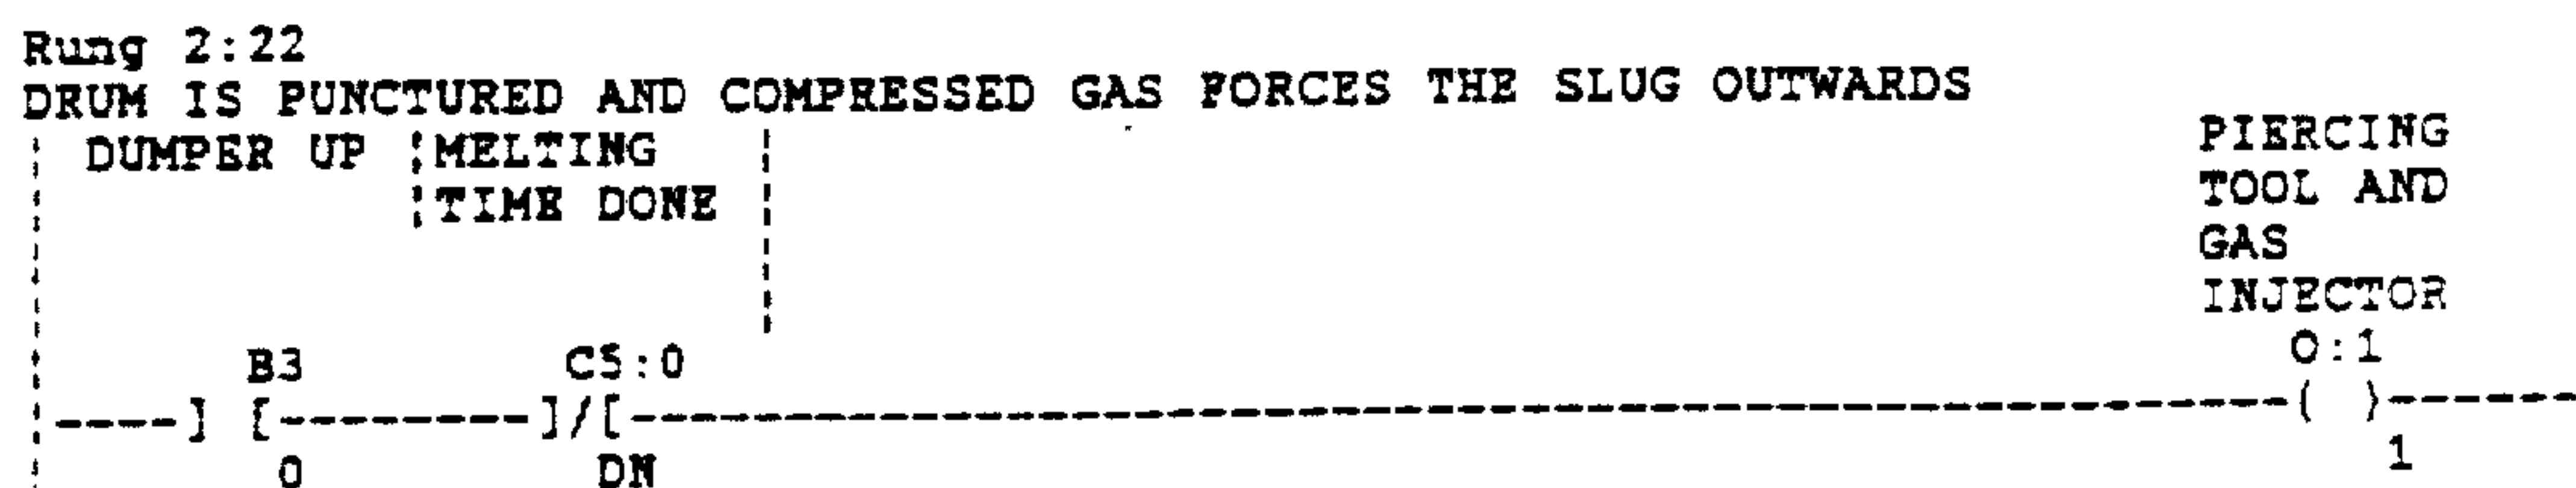 Rung 2:22
DRUM IS PUNCTURED AND COMPRESSED GAS FORCES THE SLUG OUTWARDS
DUMPER UP
MELTING
TIME DONE
PIERCING
TOOL AND
GAS
INJECTOR
B3 C5:0 O:1
----] [--------]/[----------------------------------------------------( )------
0 DN 1